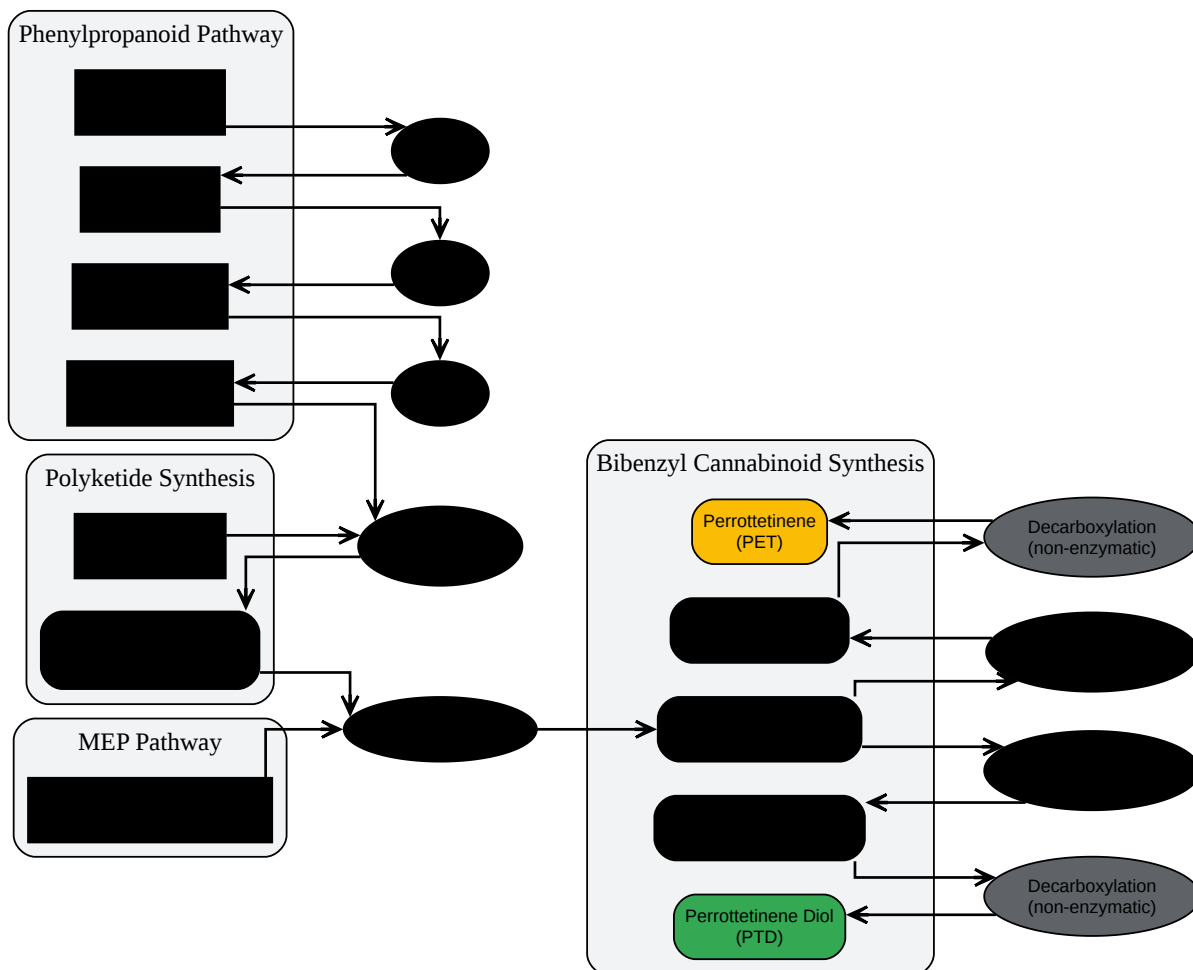 Phenylpropanoid Pathway
Polyketide Synthesis
MEP Pathway
Bibenzyl Cannabinoid Synthesis
Perrottetinene
(PET)
Decarboxylation
(non-enzymatic)
Decarboxylation
(non-enzymatic)
Perrottetinene Diol
(PTD)